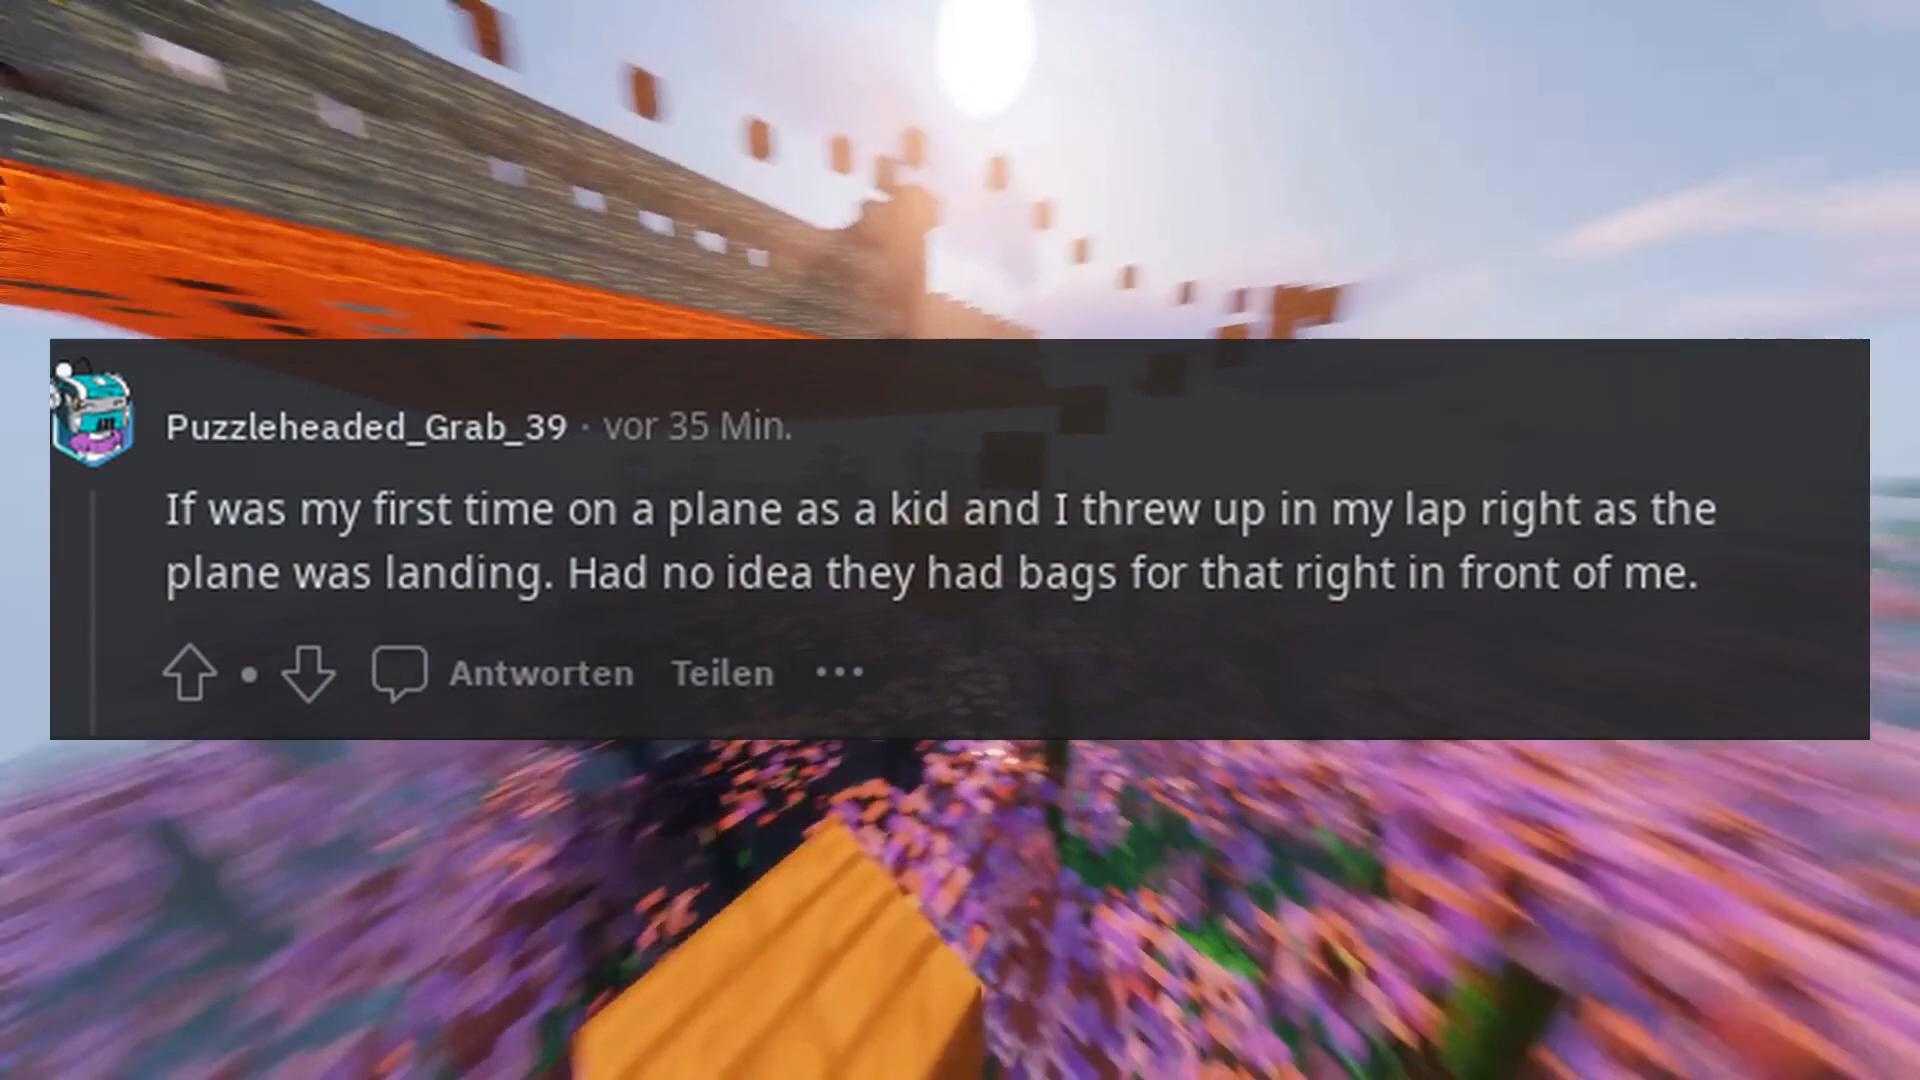 Puzzleheaded_Grab_39 · vor 35 Min.
If was my first time on a plane as a kid and I threw up in my lap right as the
plane was landing. Had no idea they had bags for that right in front of me.
Antworten Teilen ...